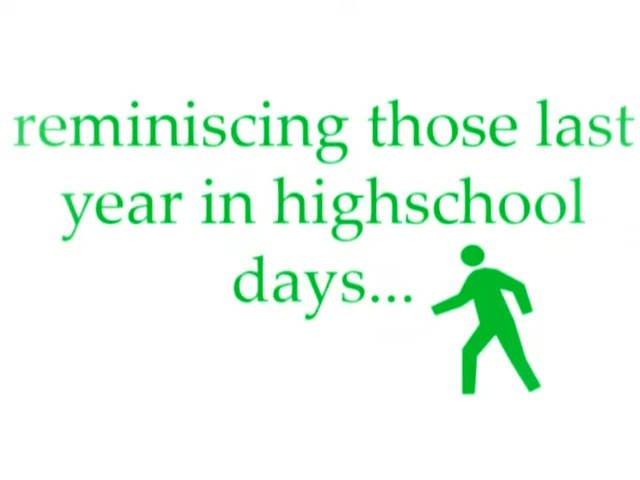 reminiscing those last
year in highschool
days...